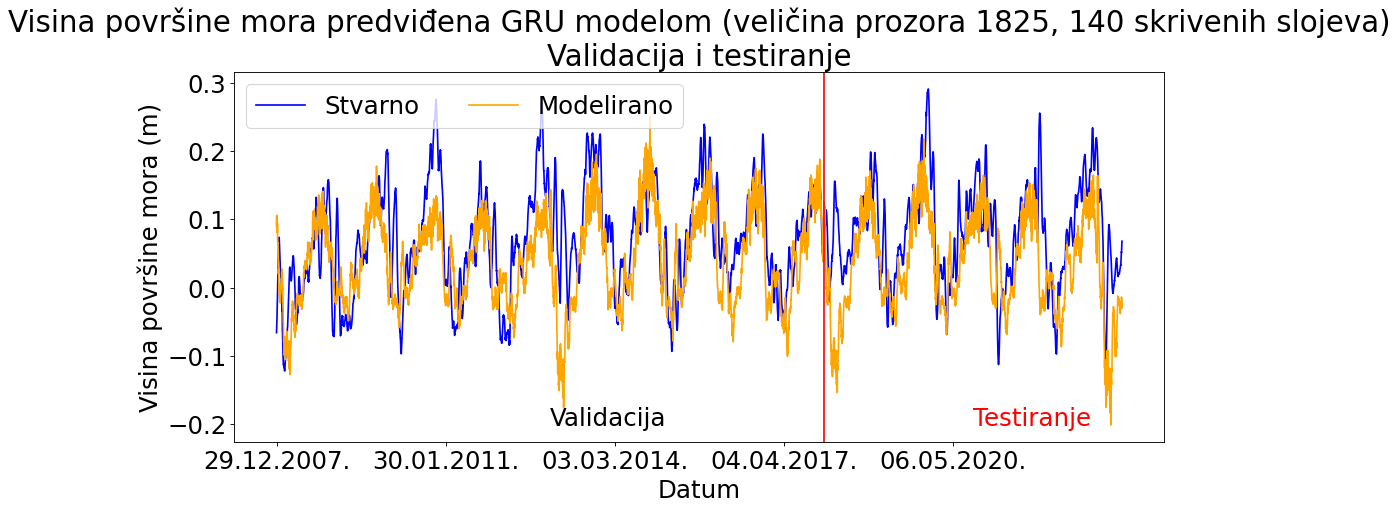 Visina površine mora predviđena GRU modelom (veličina prozora 1825, 140 skrivenih slojeva)
Validacija i testiranje
Stvarno
Modelirano
Visina površine mora (m)
0.3
0.2
0.1
0.0
−0.1
−0.2
Validacija
Testiranje
29.12.2007.
30.01.2011.
03.03.2014.
04.04.2017.
06.05.2020.
Datum